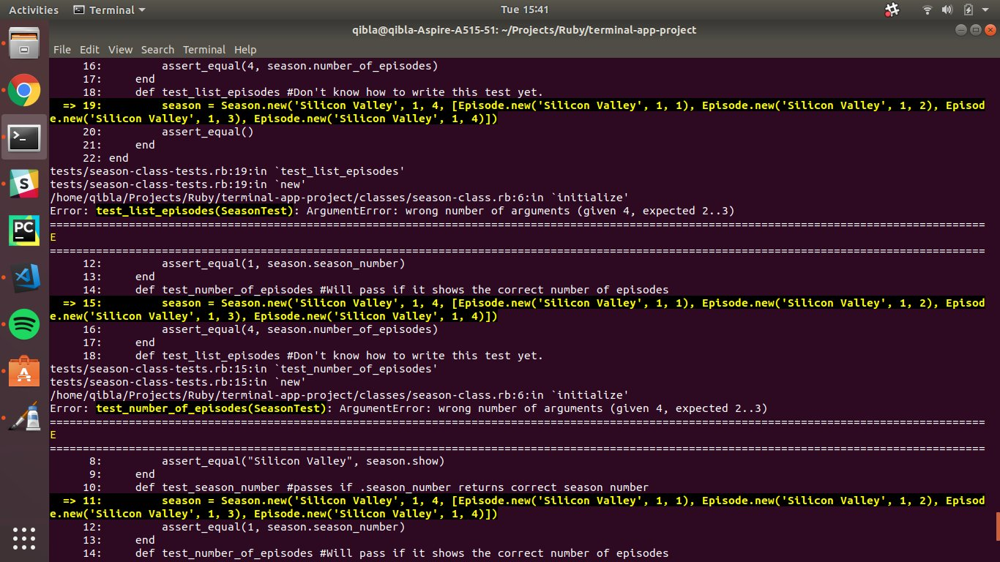 Activities Terminal Tue 15:41
qibla@qibla-Aspire-A515-51: ~/Projects/Ruby/terminal-app-project
File Edit View Search Terminal Help
16: assert_equal(4, season.number_of_episodes)
17: end
18: def test_list_episodes #Don't know how to write this test yet.
=> 19: season = Season.new('Silicon Valley', 1, 4, [Episode.new('Silicon Valley', 1, 1), Episode.new('Silicon Valley', 1, 2), Episod
e.new('Silicon Valley', 1, 3), Episode.new('Silicon Valley', 1, 4)])
20: assert_equal()
21: end
22: end
tests/season-class-tests.rb:19:in `test_list_episodes'
tests/season-class-tests.rb:19:in `new'
/home/qibla/Projects/Ruby/terminal-app-project/classes/season-class.rb:6:in `initialize'
Error: test_list_episodes(SeasonTest): ArgumentError: wrong number of arguments (given 4, expected 2..3)
==============================================================================================================================================
E
==============================================================================================================================================
12: assert_equal(1, season.season_number)
13: end
14: def test_number_of_episodes #Will pass if it shows the correct number of episodes
=> 15: season = Season.new('Silicon Valley', 1, 4, [Episode.new('Silicon Valley', 1, 1), Episode.new('Silicon Valley', 1, 2), Episod
e.new('Silicon Valley', 1, 3), Episode.new('Silicon Valley', 1, 4)])
16: assert_equal(4, season.number_of_episodes)
17: end
18: def test_list_episodes #Don't know how to write this test yet.
tests/season-class-tests.rb:15:in `test_number_of_episodes'
tests/season-class-tests.rb:15:in `new'
/home/qibla/Projects/Ruby/terminal-app-project/classes/season-class.rb:6:in `initialize'
Error: test_number_of_episodes(SeasonTest): ArgumentError: wrong number of arguments (given 4, expected 2..3)
==============================================================================================================================================
E
==============================================================================================================================================
8: assert_equal("Silicon Valley", season.show)
9: end
10: def test_season_number #passes if .season_number returns correct season number
=> 11: season = Season.new('Silicon Valley', 1, 4, [Episode.new('Silicon Valley', 1, 1), Episode.new('Silicon Valley', 1, 2), Episod
e.new('Silicon Valley', 1, 3), Episode.new('Silicon Valley', 1, 4)])
12: assert_equal(1, season.season_number)
13: end
14: def test_number_of_episodes #Will pass if it shows the correct number of episodes
S
PC
A